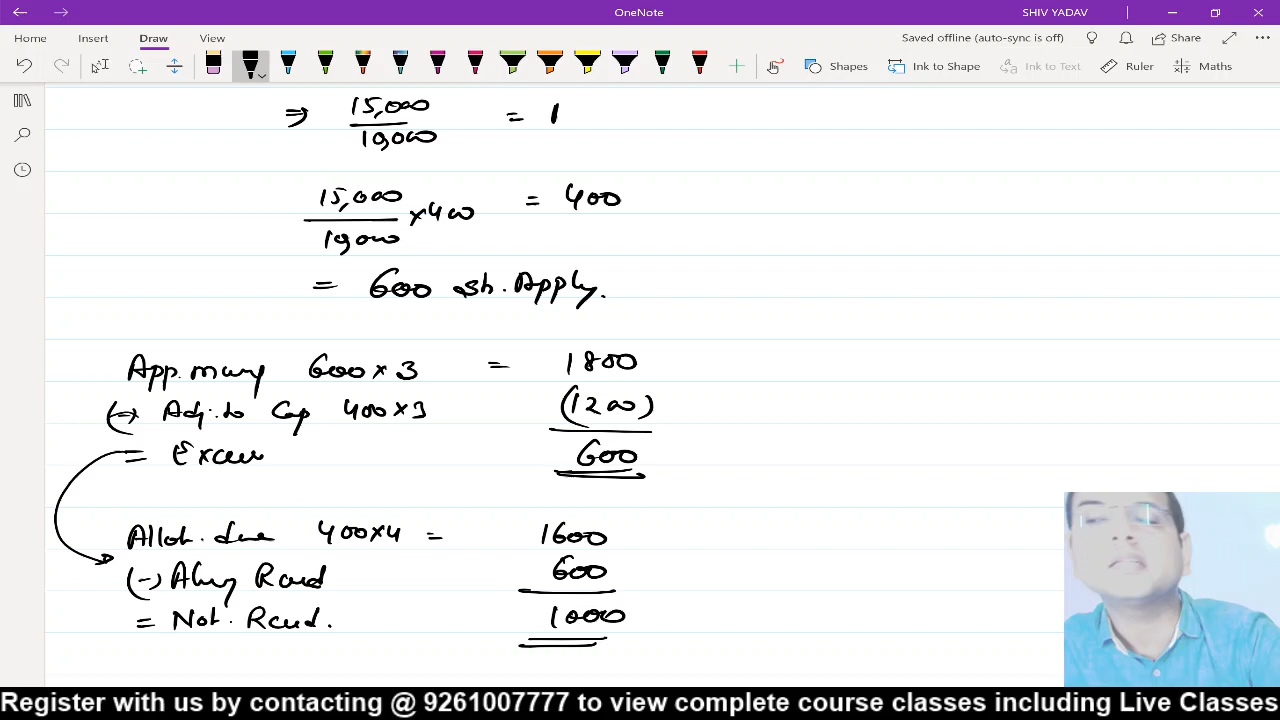 OneNote
SHIV YADAV
Home Insert Draw View
Saved offline (auto-sync is off) Share
Shapes Ink to Shape Ink to Text Ruler Maths
⇒ 15,000 = 1
10,000
15,000 ×400 = 400
10,000
= 600 sh. Apply.
App. money 600 × 3 = 1800
(-) Adj. to Cap 400 × 3 (1200)
= Excess 600
Allot. due 400×4 = 1600
(-) Alrey Recd 600
= Not. Recd. 1000
Register with us by contacting @ 9261007777 to view complete course classes including Live Classes